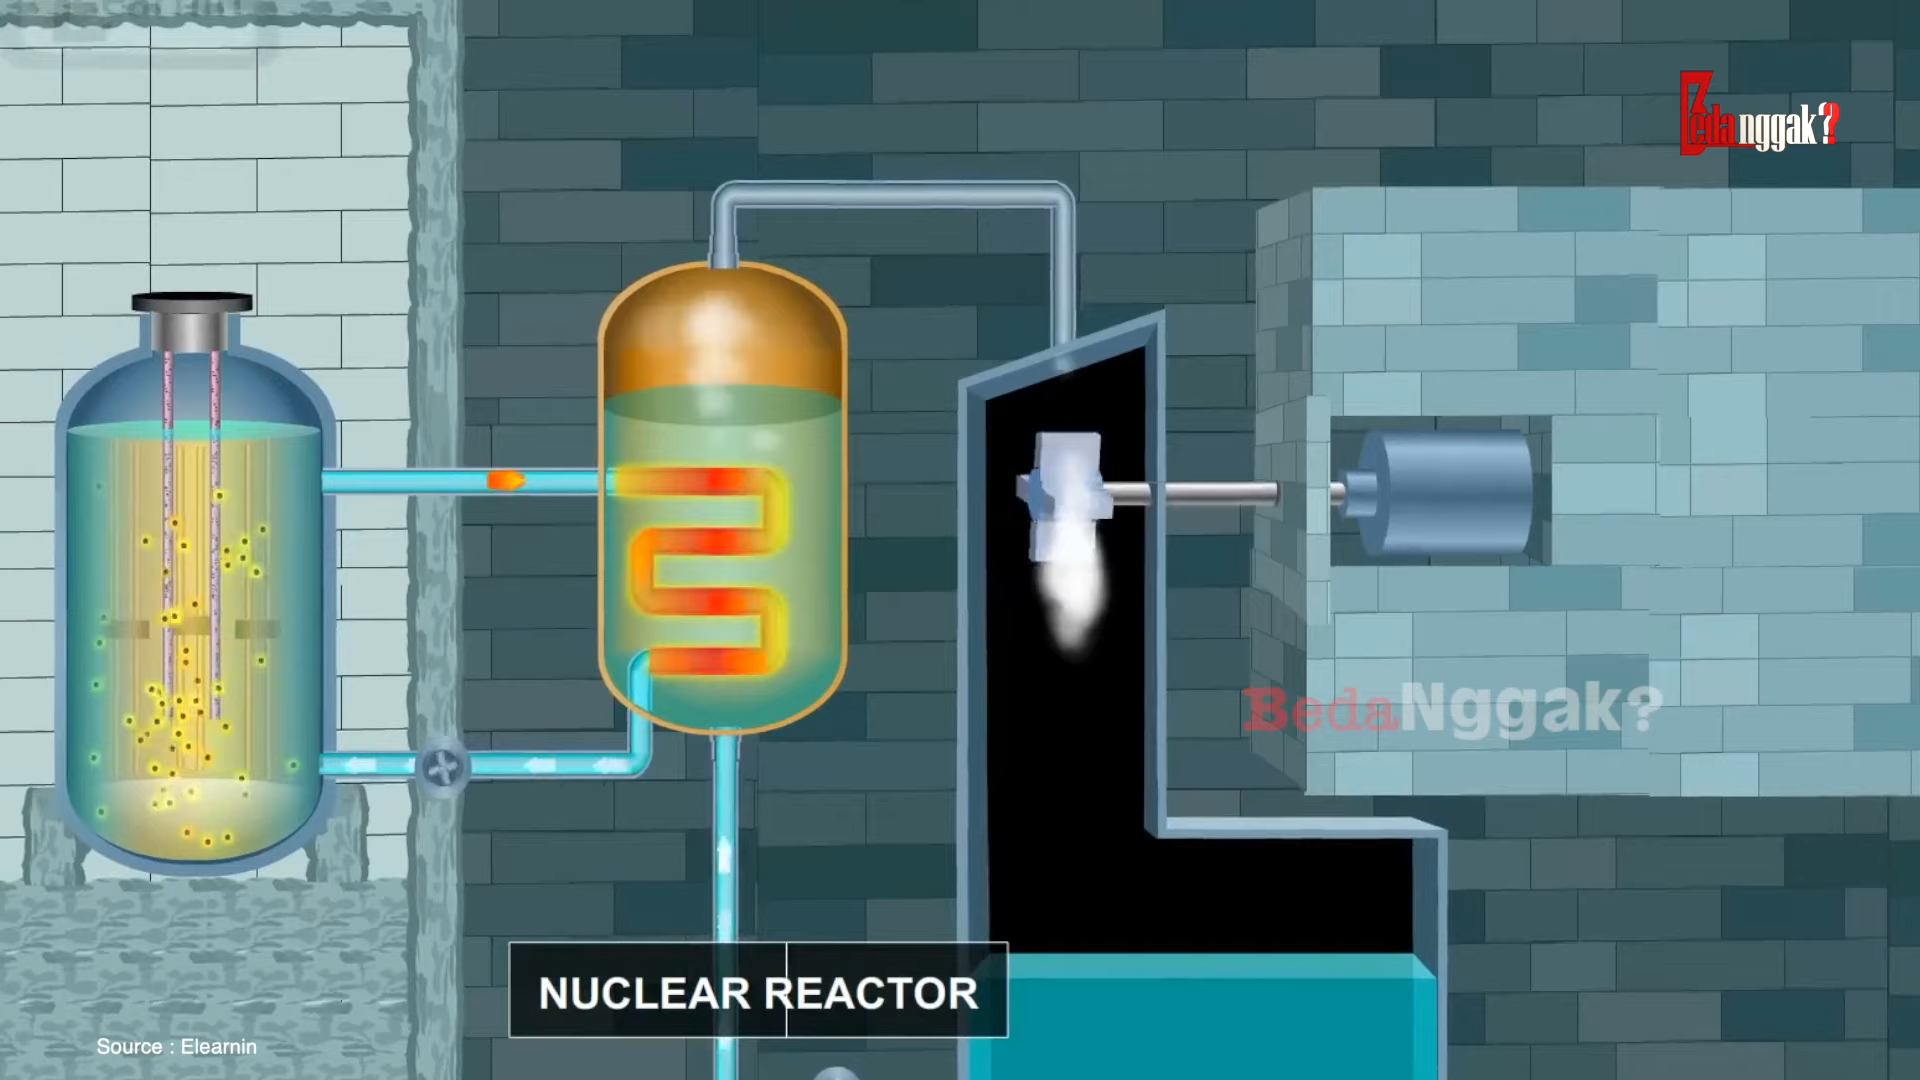 Bedanggak?
BedaNggak?
NUCLEAR REACTOR
Source : Elearnin